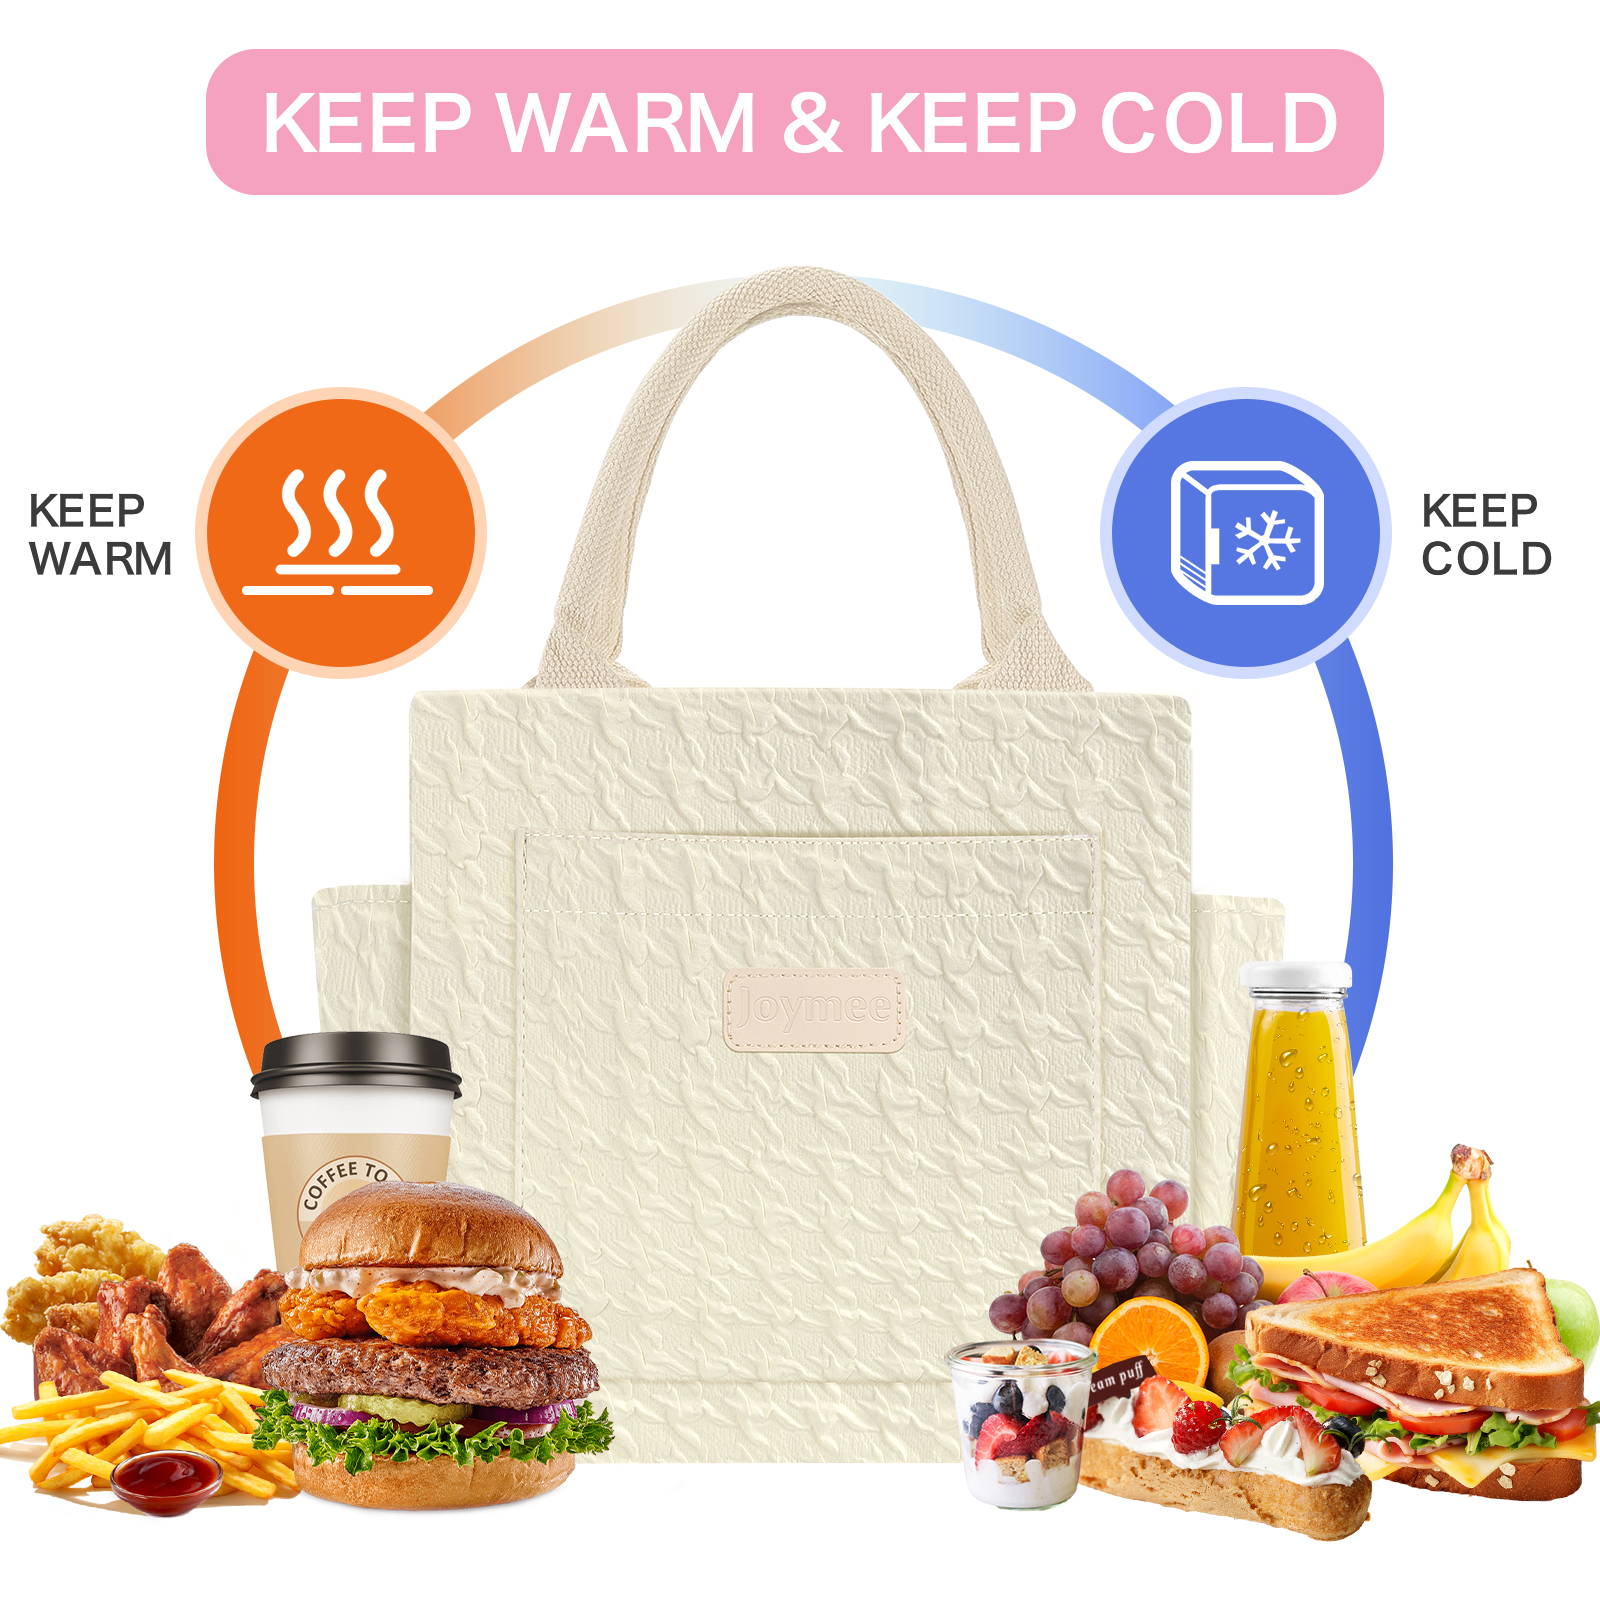 KEEP WARM & KEEP COLD
KEEP
WARM
KEEP
COLD
Joymee
COFFEE TO
eam puff